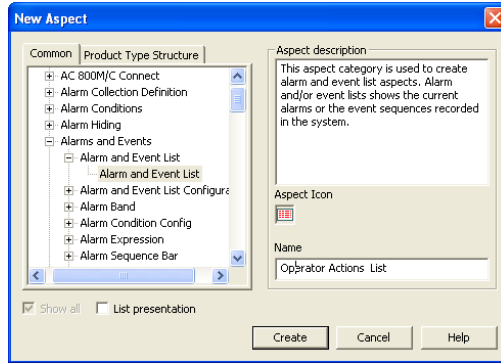 New Aspect
Common
Product Type Structure
AC 800M/C Connect
Alarm Collection Definition
Alarm Conditions
Alarm Hiding
Alarms and Events
Alarm and Event List
Alarm and Event List
Alarm and Event List Configura
Alarm Band
Alarm Condition Config
Alarm Expression
Alarm Sequence Bar
Show all
List presentation
Aspect description
This aspect category is used to create
alarm and event list aspects. Alarm
and/or event lists shows the current
alarms or the event sequences recorded
in the system.
Aspect Icon
Name
Operator Actions List
Create
Cancel
Help